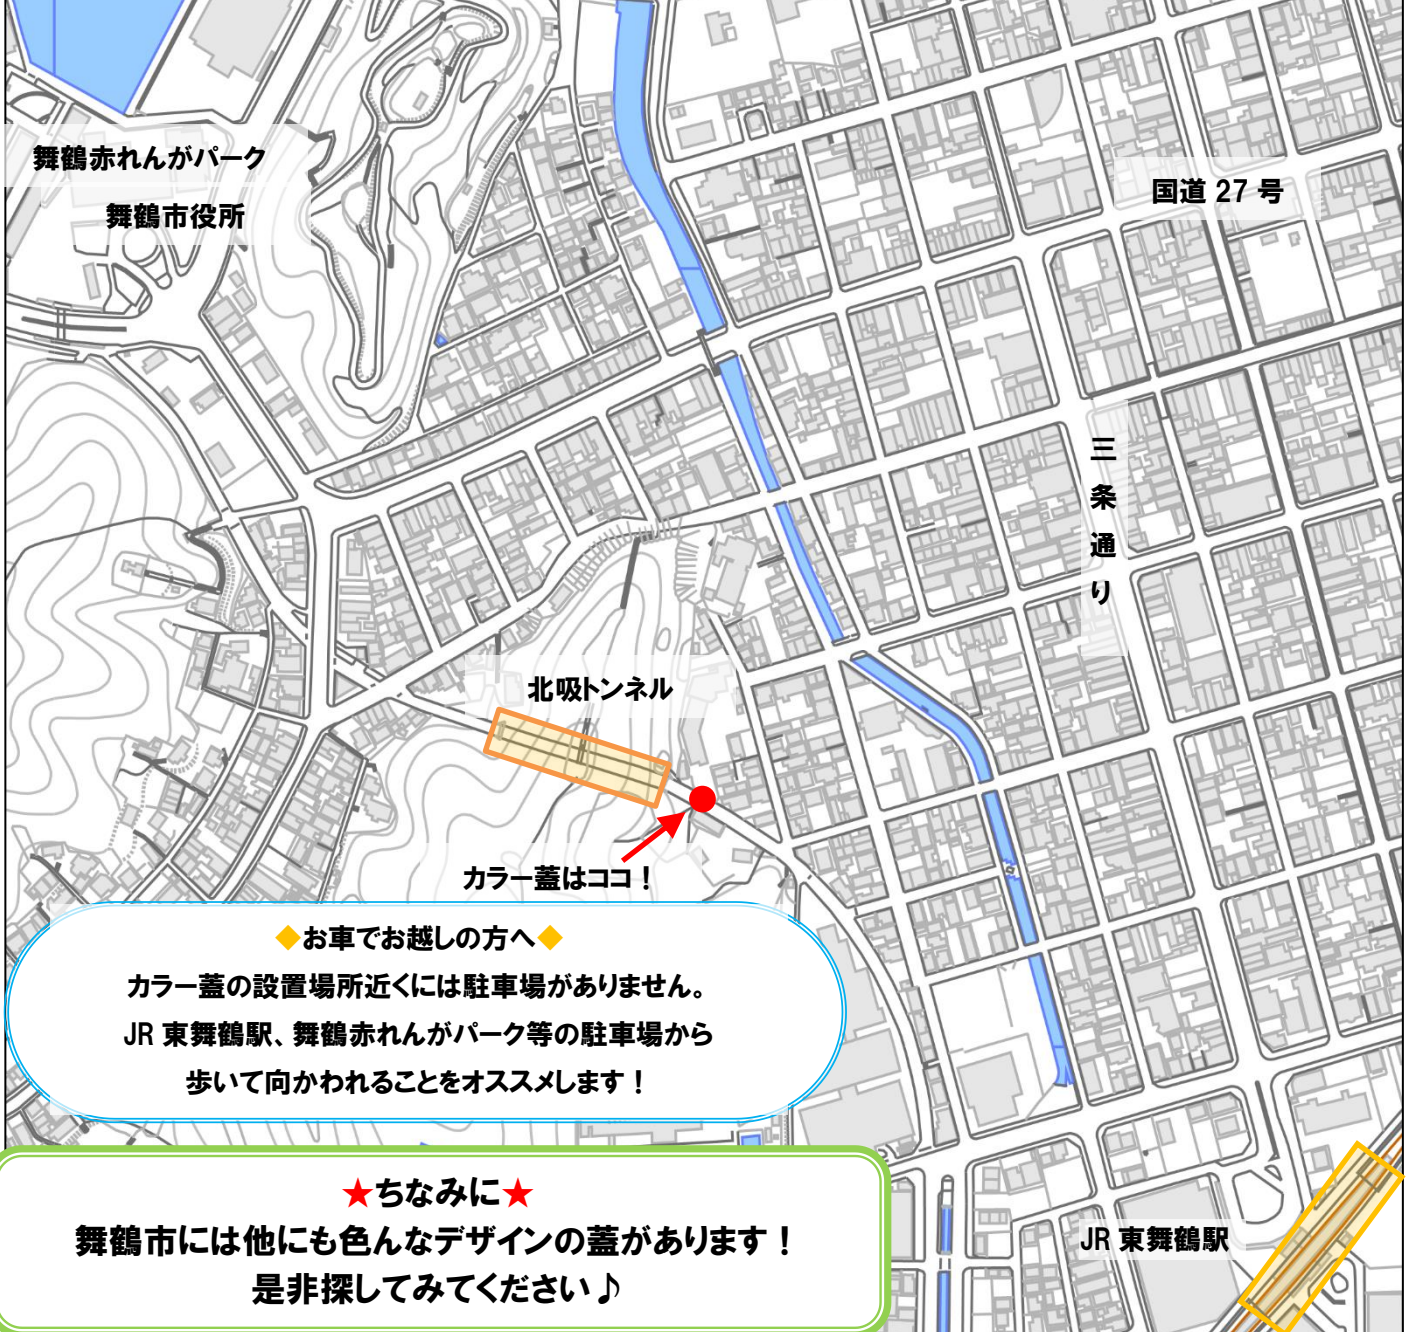 舞鶴赤れんがパーク
舞鶴市役所
国道 27 号
三条通り
北吸トンネル
カラー蓋はココ！
◆お車でお越しの方へ◆
カラー蓋の設置場所近くには駐車場がありません。
JR 東舞鶴駅、舞鶴赤れんがパーク等の駐車場から
歩いて向かわれることをオススメします！
★ちなみに★
舞鶴市には他にも色んなデザインの蓋があります！
是非探してみてください♪
JR 東舞鶴駅